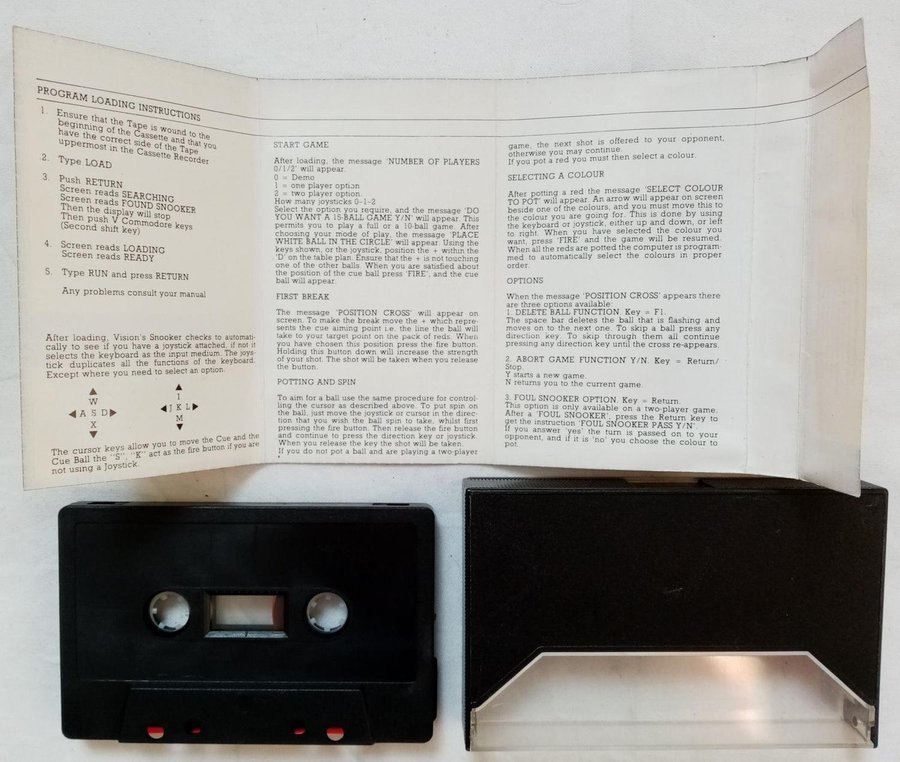 PROGRAM LOADING INSTRUCTIONS
1. Ensure that the Tape is wound to the
beginning of the Cassette and that you
have the correct side of the Tape
uppermost in the Cassette Recorder
2. Type LOAD
3. Push RETURN
Screen reads SEARCHING
Screen reads FOUND SNOOKER
Then the display will stop
Then push V Commodore keys
(Second shift key)
4. Screen reads LOADING
Screen reads READY
5. Type RUN and press RETURN
Any problems consult your manual
After loading, Vision's Snooker checks to automati-
cally to see if you have a joystick attached, if not it
selects the keyboard as the input medium. The joys-
tick duplicates all the functions of the keyboard.
Except where you need to select an option.
W
A S D
X
I
J K L
M
The cursor keys allow you to move the Cue and the
Cue Ball the "S", "K" act as the fire button if you are
not using a Joystick.
START GAME
After loading, the message 'NUMBER OF PLAYERS
0/1/2' will appear.
0 = Demo
1 = one player option
2 = two player option.
How many joysticks 0-1-2
Select the option you require, and the message 'DO
YOU WANT A 15-BALL GAME Y/N' will appear. This
permits you to play a full or a 10-ball game. After
choosing your mode of play, the message 'PLACE
WHITE BALL IN THE CIRCLE' will appear. Using the
keys shown, or the joystick, position the + within the
'D' on the table plan. Ensure that the + is not touching
one of the other balls. When you are satisfied about
the position of the cue ball press 'FIRE', and the cue
ball will appear.
FIRST BREAK
The message 'POSITION CROSS' will appear on
screen. To make the break move the + which repre-
sents the cue aiming point i.e. the line the ball will
take to your target point on the pack of reds. When
you have chosen this position press the fire button.
Holding this button down will increase the strength
of your shot. The shot will be taken when you release
the button.
POTTING AND SPIN
To aim for a ball use the same procedure for control-
ling the cursor as described above. To put spin on
the ball, just move the joystick or cursor in the direc-
tion that you wish the ball spin to take, whilst first
pressing the fire button. Then release the fire button
and continue to press the direction key or joystick.
When you release the key the shot will be taken.
If you do not pot a ball and are playing a two-player
game, the next shot is offered to your opponent,
otherwise you may continue.
If you pot a red you must then select a colour.
SELECTING A COLOUR
After potting a red the message 'SELECT COLOUR
TO POT' will appear. An arrow will appear on screen
beside one of the colours, and you must move this to
the colour you are going for. This is done by using
the keyboard or joystick, either up and down, or left
to right. When you have selected the colour you
want, press 'FIRE' and the game will be resumed.
When all the reds are potted the computer is program-
med to automatically select the colours in proper
order.
OPTIONS
When the message 'POSITION CROSS' appears there
are three options available:
1. DELETE BALL FUNCTION. Key = F1.
The space bar deletes the ball that is flashing and
moves on to the next one. To skip a ball press any
direction key. To skip through them all continue
pressing any direction key until the cross re-appears.
2. ABORT GAME FUNCTION Y/N. Key = Return/
Stop.
Y starts a new game.
N returns you to the current game.
3. FOUL SNOOKER OPTION. Key = Return.
This option is only available on a two-player game.
After a 'FOUL SNOOKER', press the Return key to
get the instruction 'FOUL SNOOKER PASS Y/N'.
If you answer 'yes' the turn is passed on to your
opponent, and if it is 'no' you choose the colour to
pot.